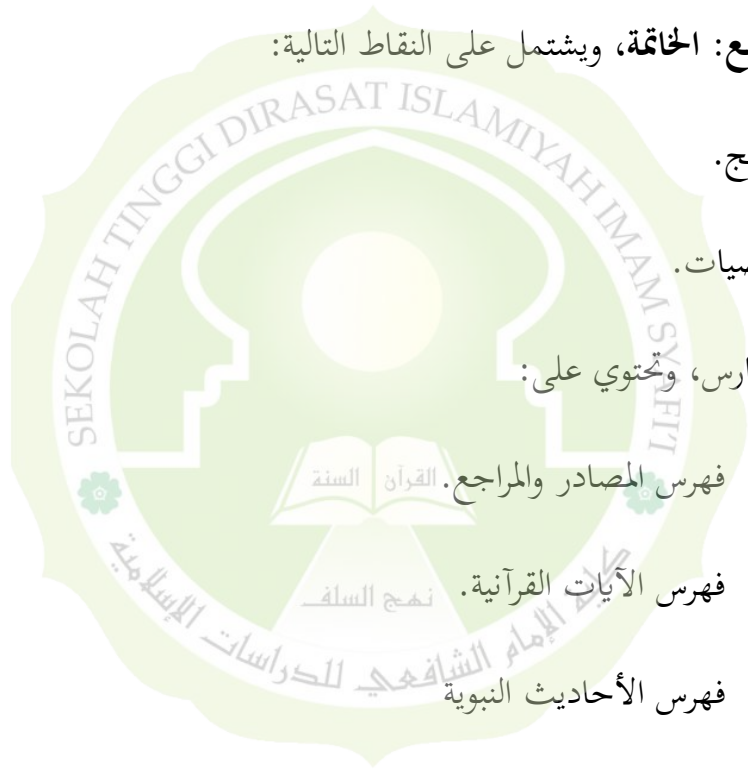 ع: الخاتمة، ويشتمل على النقاط التالية:
ج.
صيات.
ارس، وتحتوي على:
فهرس المصادر والمراجع.
فهرس الآيات القرآنية.
فهرس الأحاديث النبوية
SEKOLAH TINGGI DIRASAT ISLAMIYAH IMAM SYAFI'I
القرآن السنة
نهج السلف
كلية الإمام الشافعي للدراسات الإسلامية